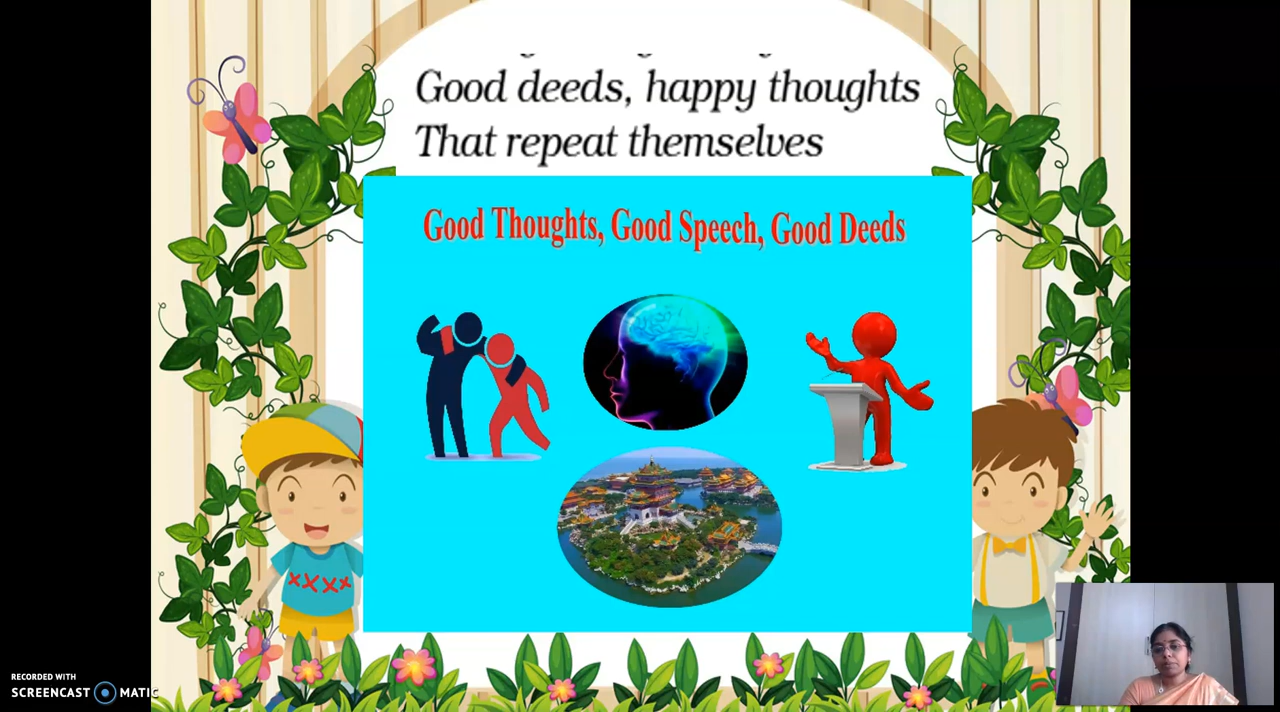 Good deeds, happy thoughts
That repeat themselves
Good Thoughts, Good Speech, Good Deeds
RECORDED WITH
SCREENCAST MATIC